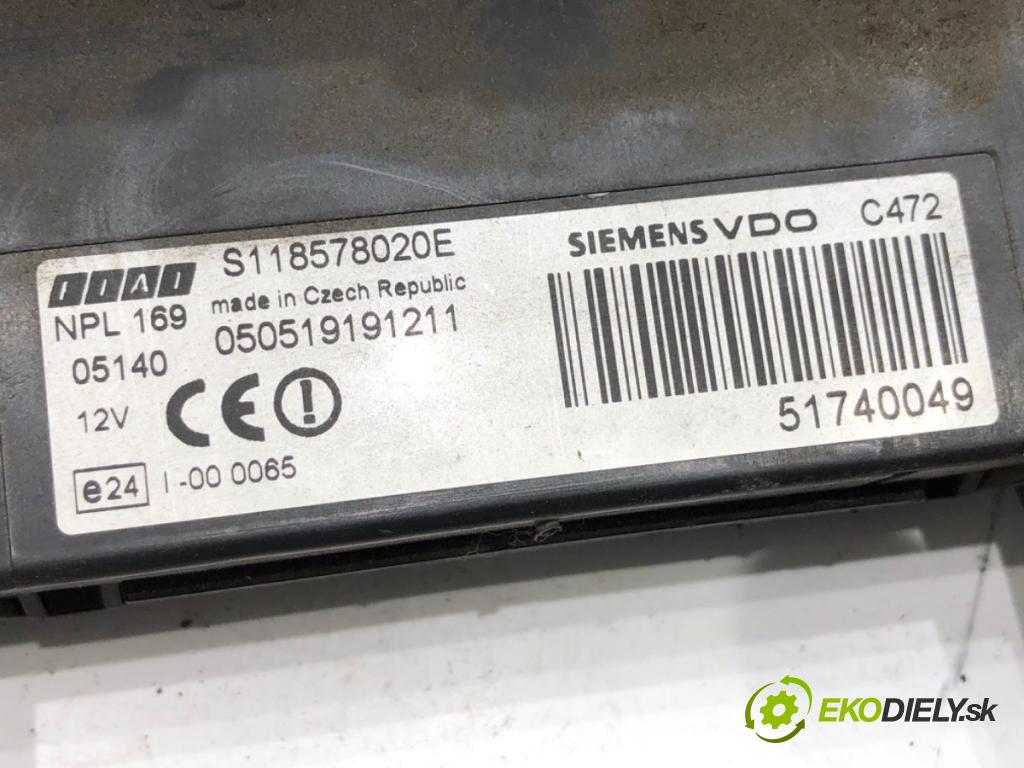 FIAT S118578020E SIEMENS VDO C472
NPL 169 made in Czech Republic
05140 050519191211
12V CE 51740049
e24 I-00 0065
EKODIELY.sk